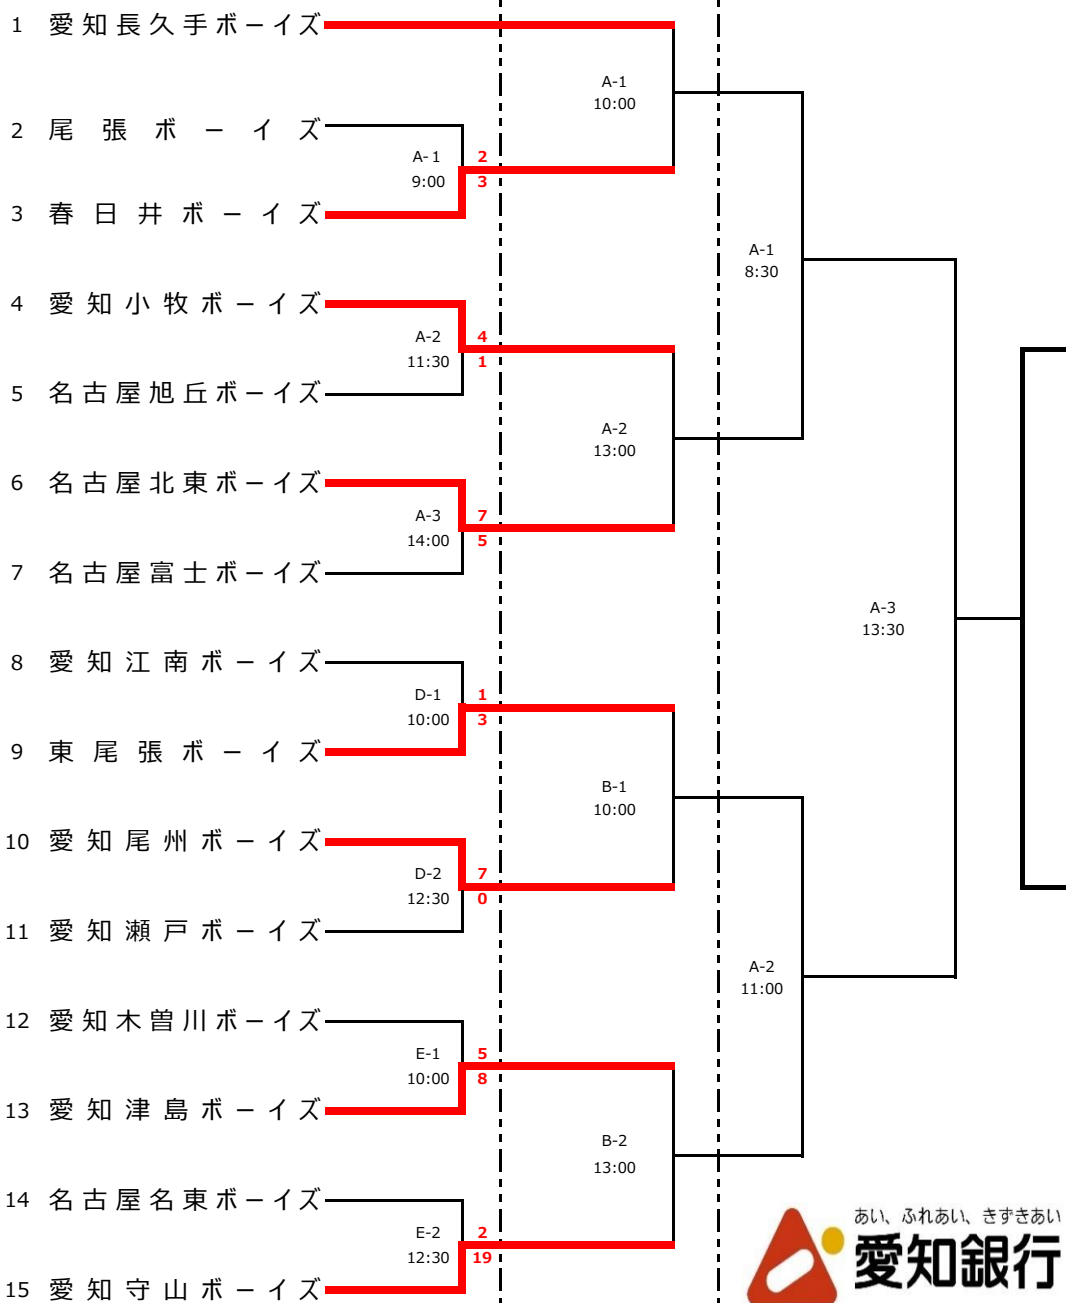 1 愛知長久手ボーイズ
A-1
10:00
2 尾張ボーイズ
A-1 2
9:00 3
3 春日井ボーイズ
A-1
8:30
4 愛知小牧ボーイズ
A-2 4
11:30 1
5 名古屋旭丘ボーイズ
A-2
13:00
6 名古屋北東ボーイズ
A-3 7
14:00 5
7 名古屋富士ボーイズ
A-3
13:30
8 愛知江南ボーイズ
D-1 1
10:00 3
9 東尾張ボーイズ
B-1
10:00
10 愛知尾州ボーイズ
D-2 7
12:30 0
11 愛知瀬戸ボーイズ
A-2
11:00
12 愛知木曽川ボーイズ
E-1 5
10:00 8
13 愛知津島ボーイズ
B-2
13:00
14 名古屋名東ボーイズ
E-2 2
12:30 19
15 愛知守山ボーイズ
あい、ふれあい、きずきあい
愛知銀行